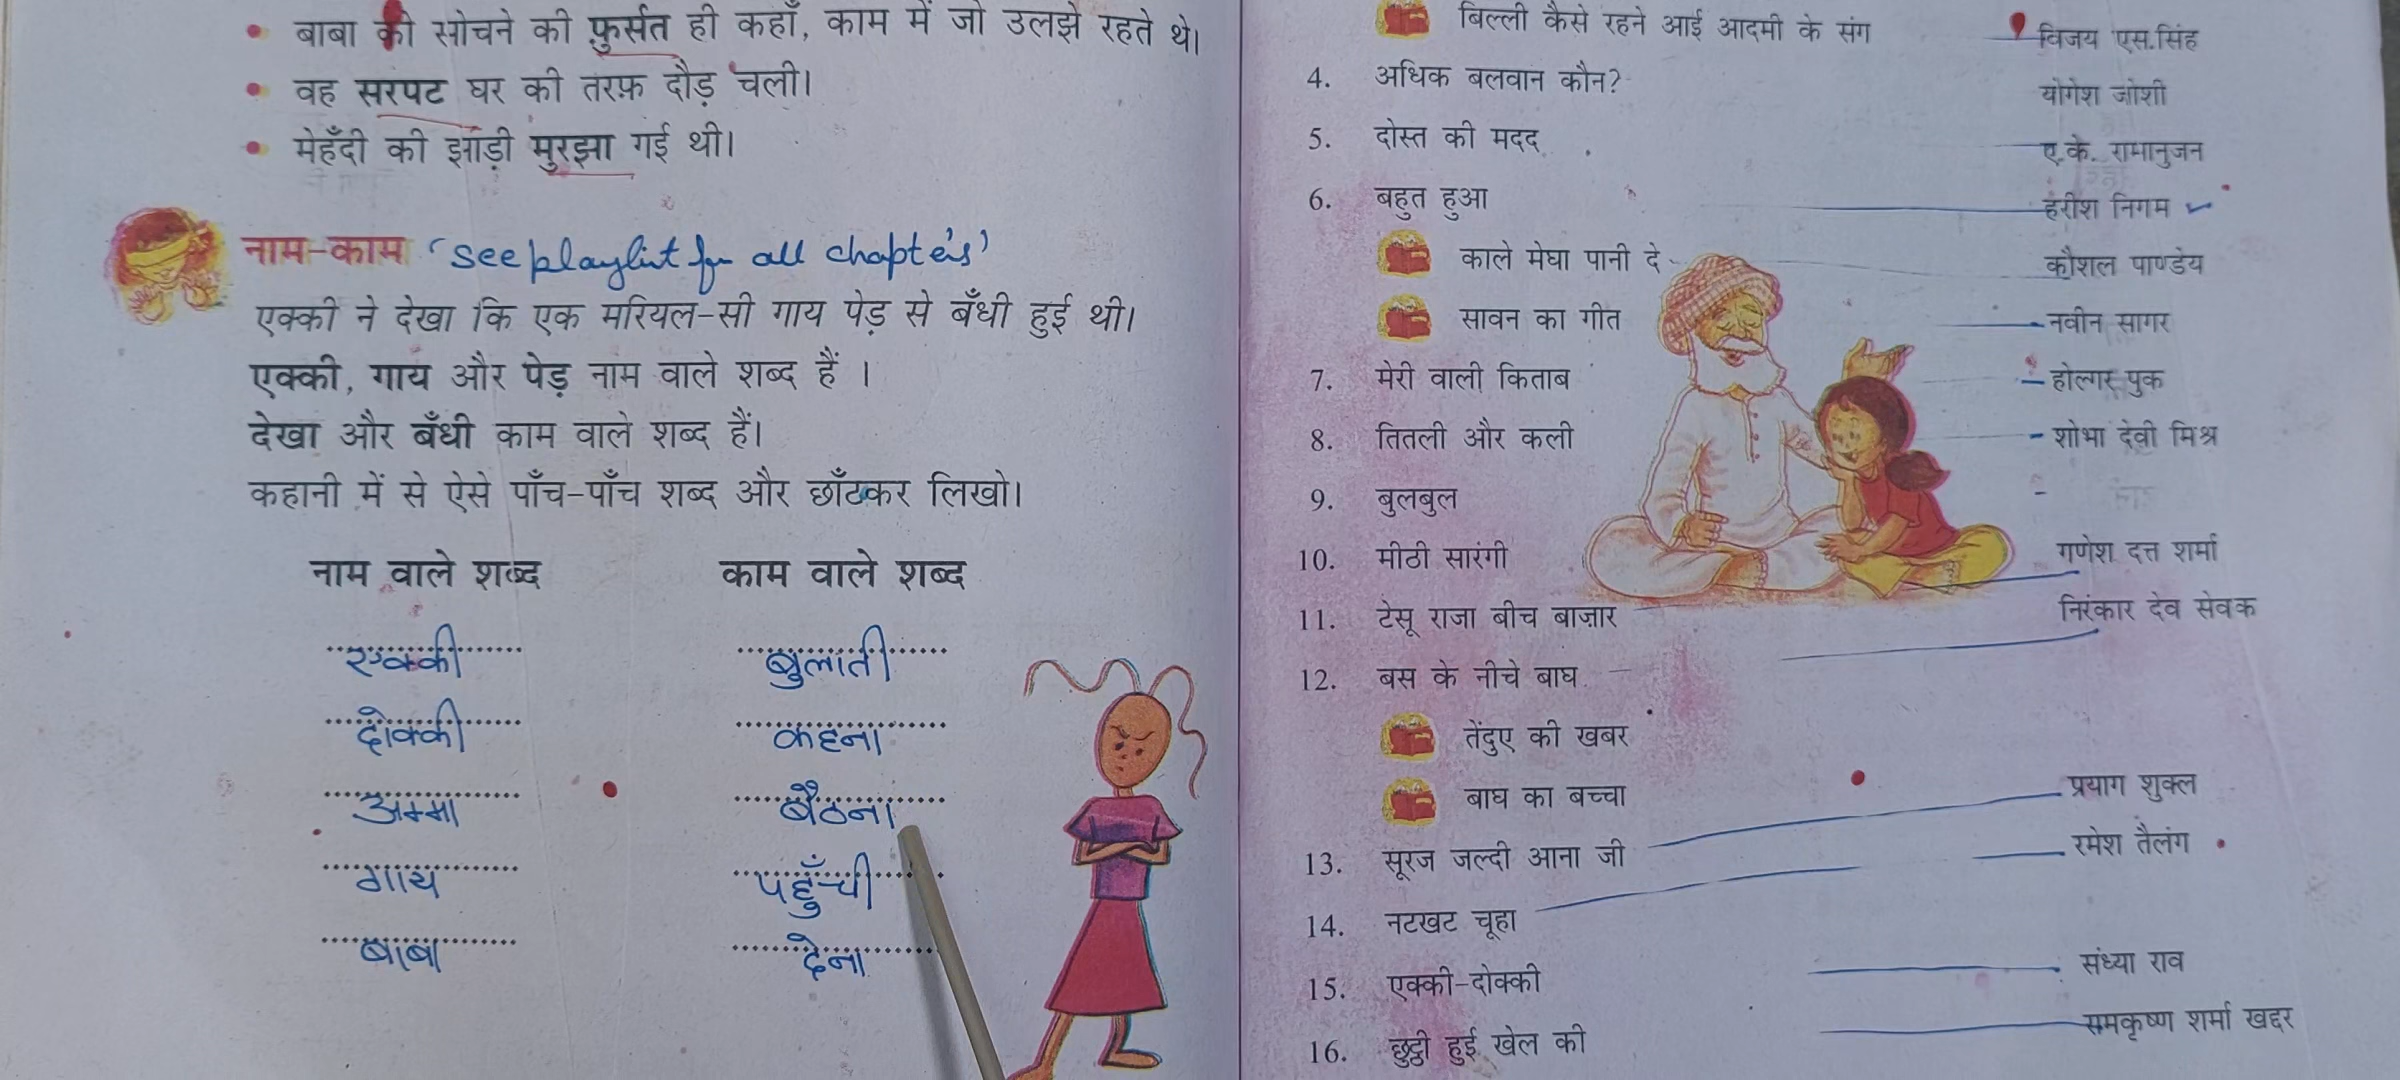 बाबा को सोचने की फ़ुर्सत ही कहाँ, काम में जो उलझे रहते थे।
वह सरपट घर की तरफ़ दौड़ चली।
मेहँदी की झाड़ी मुरझा गई थी।
नाम-काम 'see playlist for all chapters'
एक्की ने देखा कि एक मरियल-सी गाय पेड़ से बँधी हुई थी।
एक्की, गाय और पेड़ नाम वाले शब्द हैं ।
देखा और बँधी काम वाले शब्द हैं।
कहानी में से ऐसे पाँच-पाँच शब्द और छाँटकर लिखो।
नाम वाले शब्द काम वाले शब्द
एक्की बुलाती
दोक्की कहना
अम्मा बैठना
गाय पहुँची
बाबा देना
बिल्ली कैसे रहने आई आदमी के संग विजय एस.सिंह
4. अधिक बलवान कौन? योगेश जोशी
5. दोस्त की मदद ए.के. रामानुजन
6. बहुत हुआ हरीश निगम
काले मेघा पानी दे कौशल पाण्डेय
सावन का गीत नवीन सागर
7. मेरी वाली किताब होल्गर पुक
8. तितली और कली शोभा देवी मिश्र
9. बुलबुल -
10. मीठी सारंगी गणेश दत्त शर्मा
11. टेसू राजा बीच बाज़ार निरंकार देव सेवक
12. बस के नीचे बाघ
तेंदुए की खबर
बाघ का बच्चा प्रयाग शुक्ल
13. सूरज जल्दी आना जी रमेश तैलंग
14. नटखट चूहा
15. एक्की-दोक्की संध्या राव
16. छुट्टी हुई खेल की रामकृष्ण शर्मा खद्दर